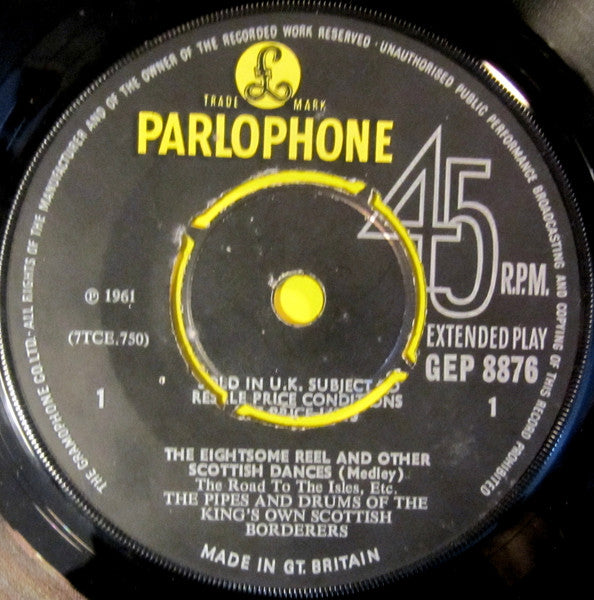 THE GRAMOPHONE CO. LTD. · ALL RIGHTS OF THE MANUFACTURER AND OF THE OWNER OF THE RECORDED WORK RESERVED · UNAUTHORISED PUBLIC PERFORMANCE BROADCASTING AND COPYING OF THIS RECORD PROHIBITED
£
TRADE MARK
PARLOPHONE
45
R.P.M.
℗ 1961
(7TCE.750)
EXTENDED PLAY
GEP 8876
1
1
LD IN U.K. SUBJECT
PRICE CONDITIONS
THE EIGHTSOME REEL AND OTHER
SCOTTISH DANCES (Medley)
The Road To The Isles, Etc.
THE PIPES AND DRUMS OF THE
KING'S OWN SCOTTISH
BORDERERS
MADE IN GT. BRITAIN